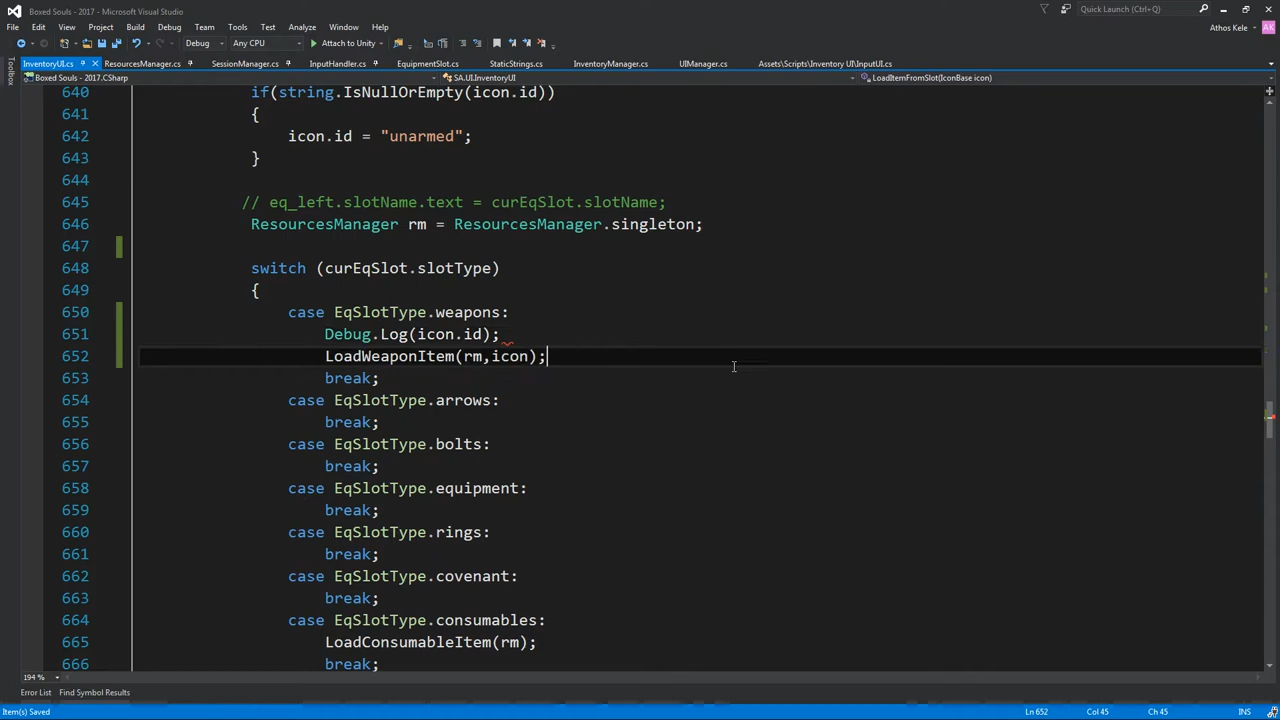 Boxed Souls - 2017 - Microsoft Visual Studio
Quick Launch (Ctrl+Q)
File Edit View Project Build Debug Team Tools Analyze Window Help
Athos Kele AK
Debug Any CPU Attach to Unity
InventoryUI.cs ResourcesManager.cs SessionManager.cs InputHandler.cs EquipmentSlot.cs StaticStrings.cs InventoryManager.cs UIManager.cs Assets\Scripts\Inventory UI\InputUI.cs
Toolbox
Boxed Souls - 2017.CSharp SA.UI.InventoryUI LoadItemFromSlot(IconBase icon)
640 if(string.IsNullOrEmpty(icon.id))
641 {
642 icon.id = "unarmed";
643 }
644
645 // eq_left.slotName.text = curEqSlot.slotName;
646 ResourcesManager rm = ResourcesManager.singleton;
647
648 switch (curEqSlot.slotType)
649 {
650 case EqSlotType.weapons:
651 Debug.Log(icon.id);
652 LoadWeaponItem(rm,icon);
653 break;
654 case EqSlotType.arrows:
655 break;
656 case EqSlotType.bolts:
657 break;
658 case EqSlotType.equipment:
659 break;
660 case EqSlotType.rings:
661 break;
662 case EqSlotType.covenant:
663 break;
664 case EqSlotType.consumables:
665 LoadConsumableItem(rm);
666 break;
194 %
Error List Find Symbol Results
Item(s) Saved Ln 652 Col 45 Ch 45 INS